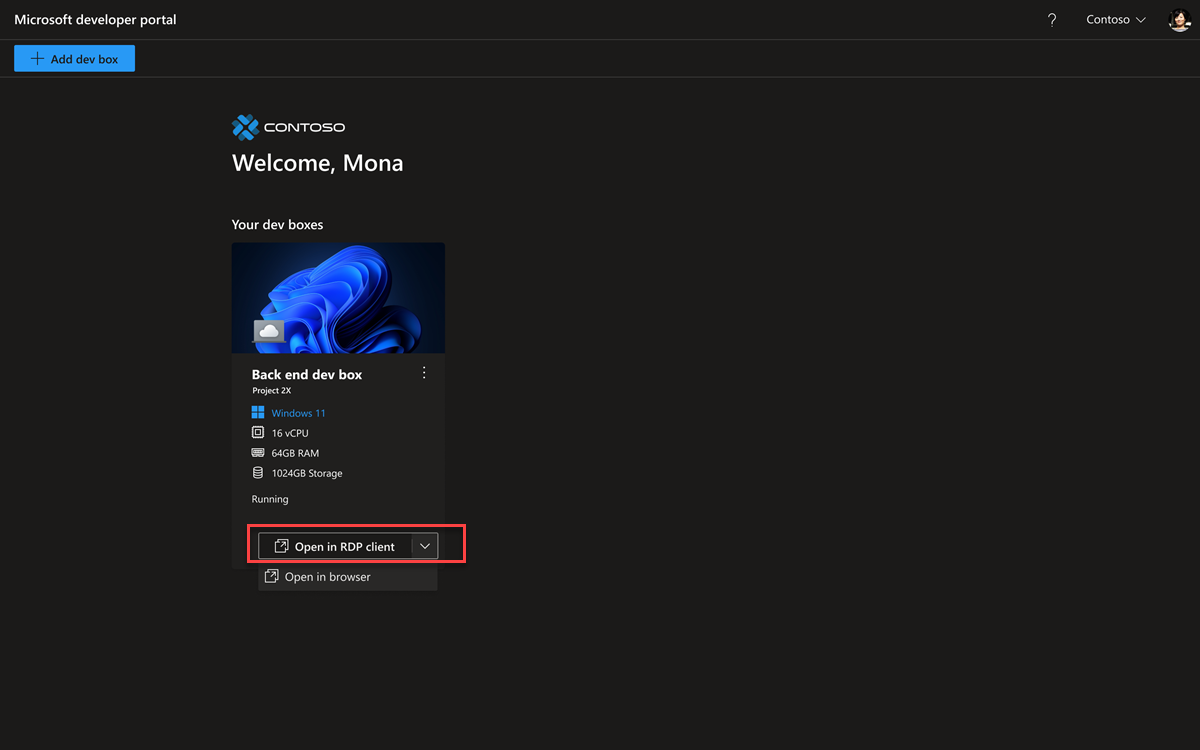 Microsoft developer portal
? Contoso
Add dev box
CONTOSO
Welcome, Mona
Your dev boxes
Back end dev box
Project 2X
Windows 11
16 vCPU
64GB RAM
1024GB Storage
Running
Open in RDP client
Open in browser